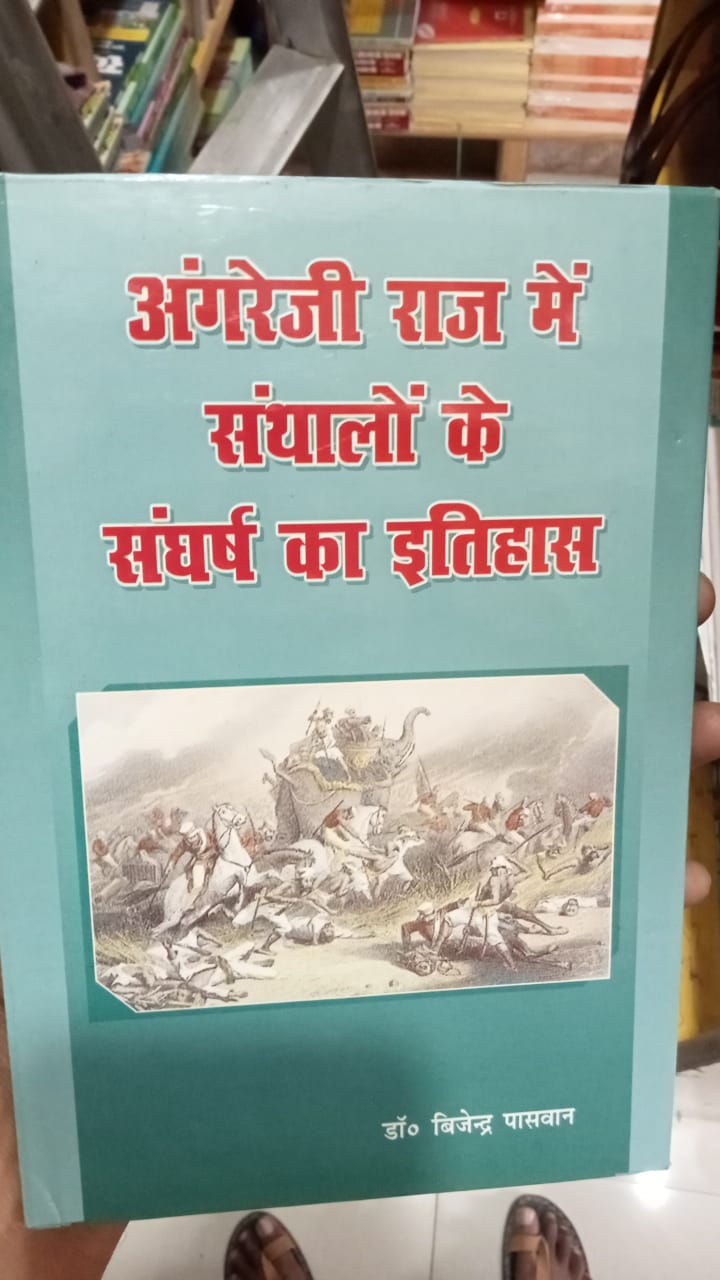 अंगरेजी राज में
संथालों के
संघर्ष का इतिहास
डॉ० बिजेन्द्र पासवान